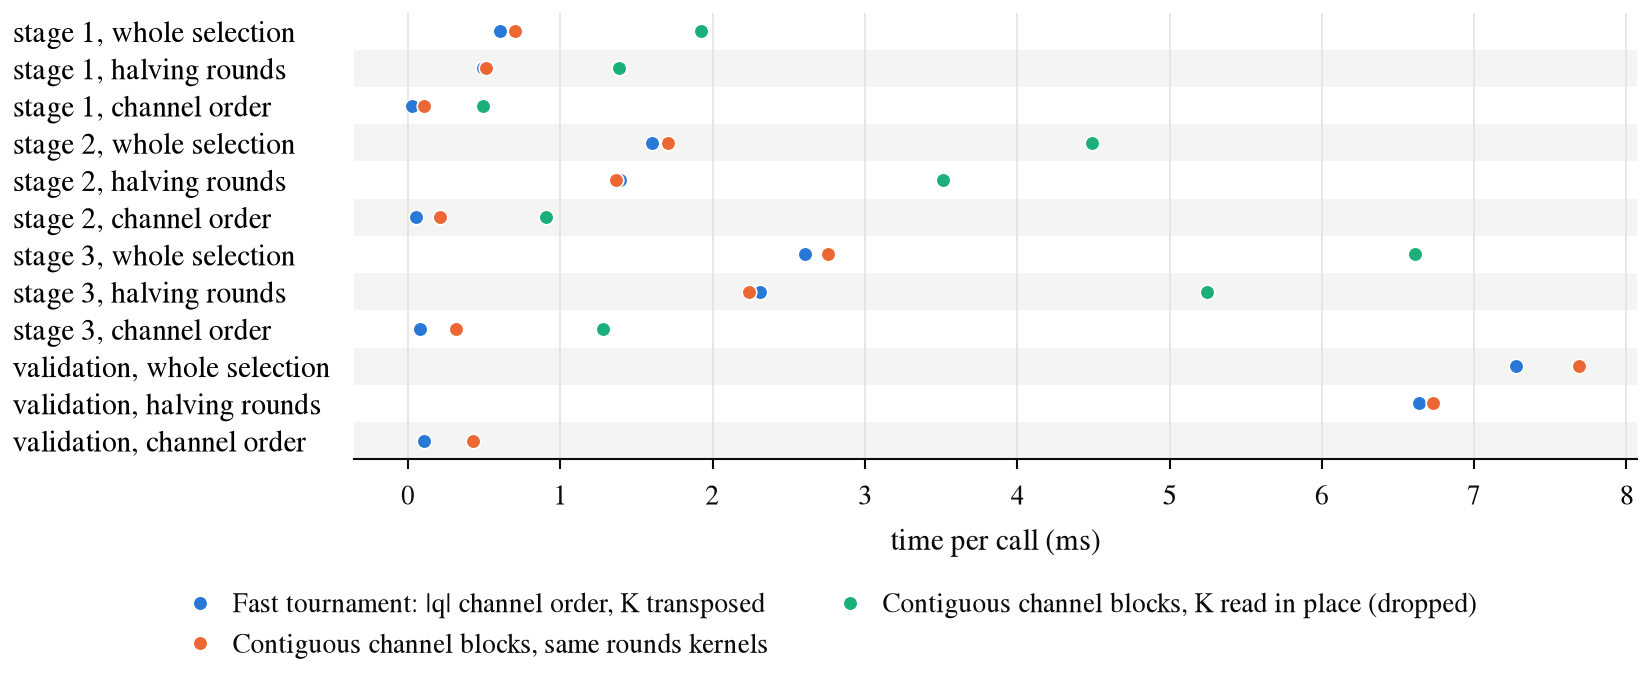 stage 1, whole selection
stage 1, halving rounds
stage 1, channel order
stage 2, whole selection
stage 2, halving rounds
stage 2, channel order
stage 3, whole selection
stage 3, halving rounds
stage 3, channel order
validation, whole selection
validation, halving rounds
validation, channel order
0 1 2 3 4 5 6 7 8
time per call (ms)
Fast tournament: |q| channel order, K transposed
Contiguous channel blocks, same rounds kernels
Contiguous channel blocks, K read in place (dropped)